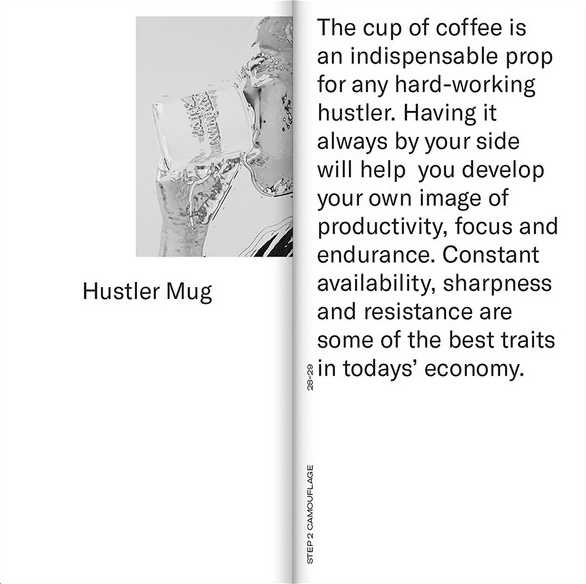 Hustler Mug
The cup of coffee is
an indispensable prop
for any hard-working
hustler. Having it
always by your side
will help  you develop
your own image of
productivity, focus and
endurance. Constant
availability, sharpness
and resistance are
some of the best traits
in todays’ economy.
28–29
STEP 2 CAMOUFLAGE